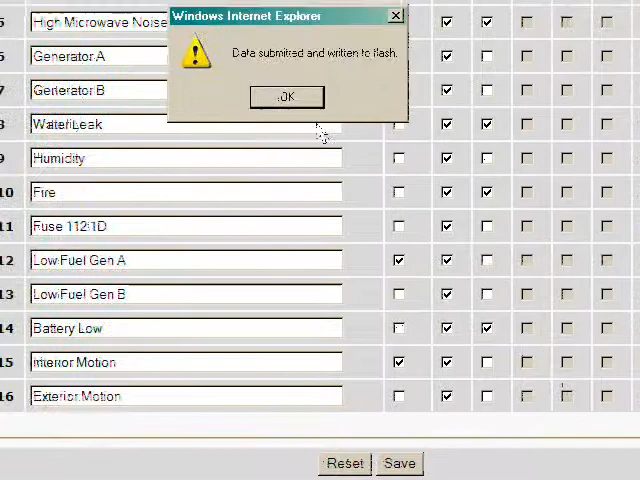 Windows Internet Explorer
Data submitted and written to flash.
OK
5 High Microwave Noise
6 Generator A
7 Generator B
8 Water Leak
9 Humidity
10 Fire
11 Fuse 112:1D
12 Low Fuel Gen A
13 Low Fuel Gen B
14 Battery Low
15 Interior Motion
16 Exterior Motion
Reset Save